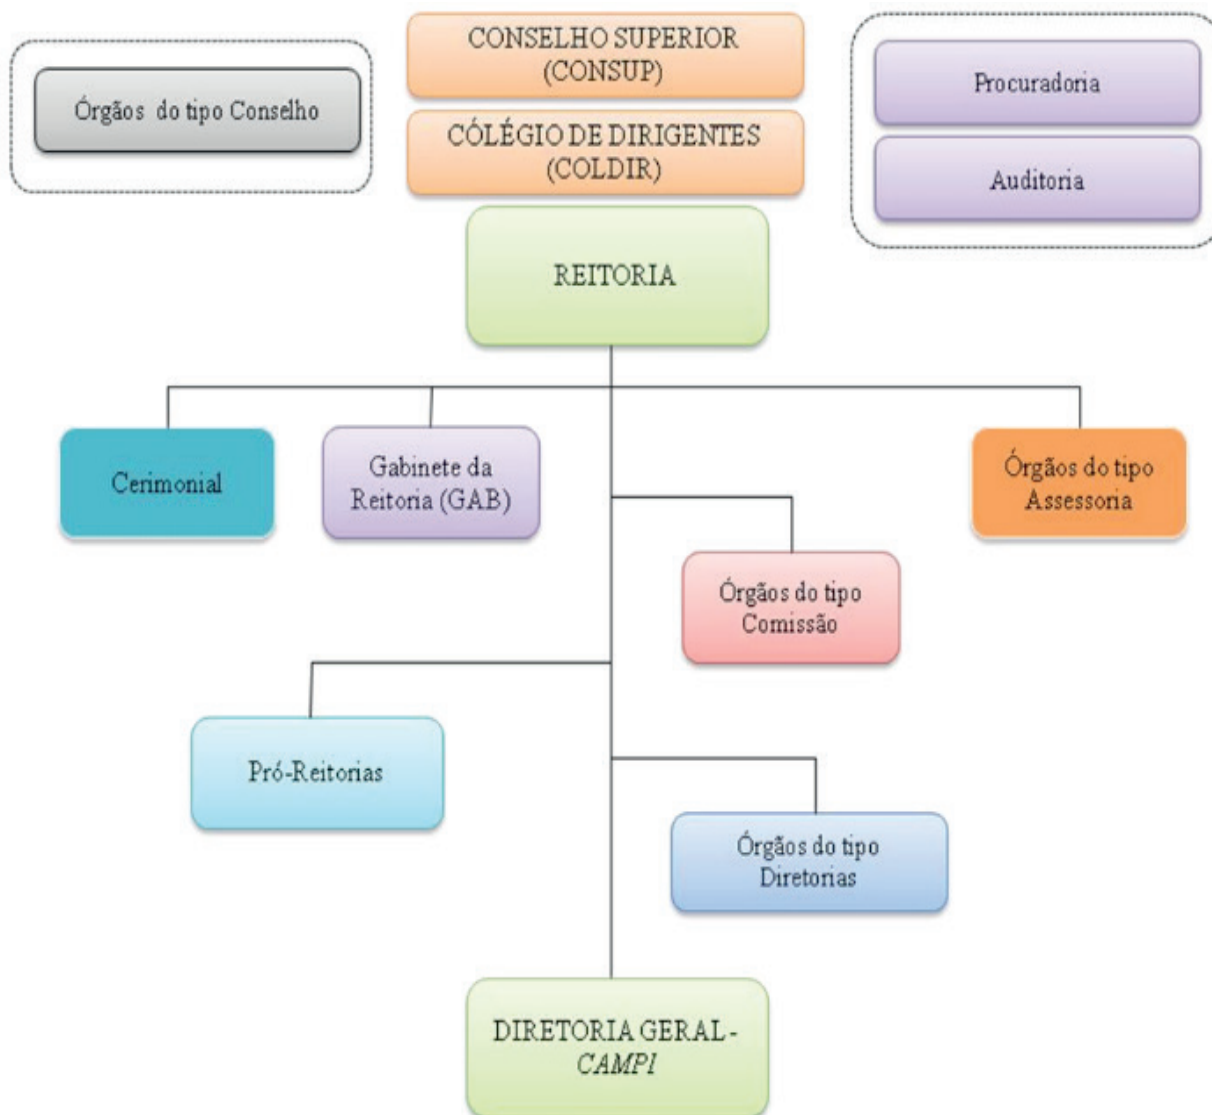 CONSELHO SUPERIOR
(CONSUP)
Órgãos do tipo Conselho
Procuradoria
CÓLÉGIO DE DIRIGENTES
(COLDIR)
Auditoria
REITORIA
Cerimonial
Gabinete da
Reitoria (GAB)
Órgãos do tipo
Assessoria
Órgãos do tipo
Comissão
Pró-Reitorias
Órgãos do tipo
Diretorias
DIRETORIA GERAL -
CAMPI